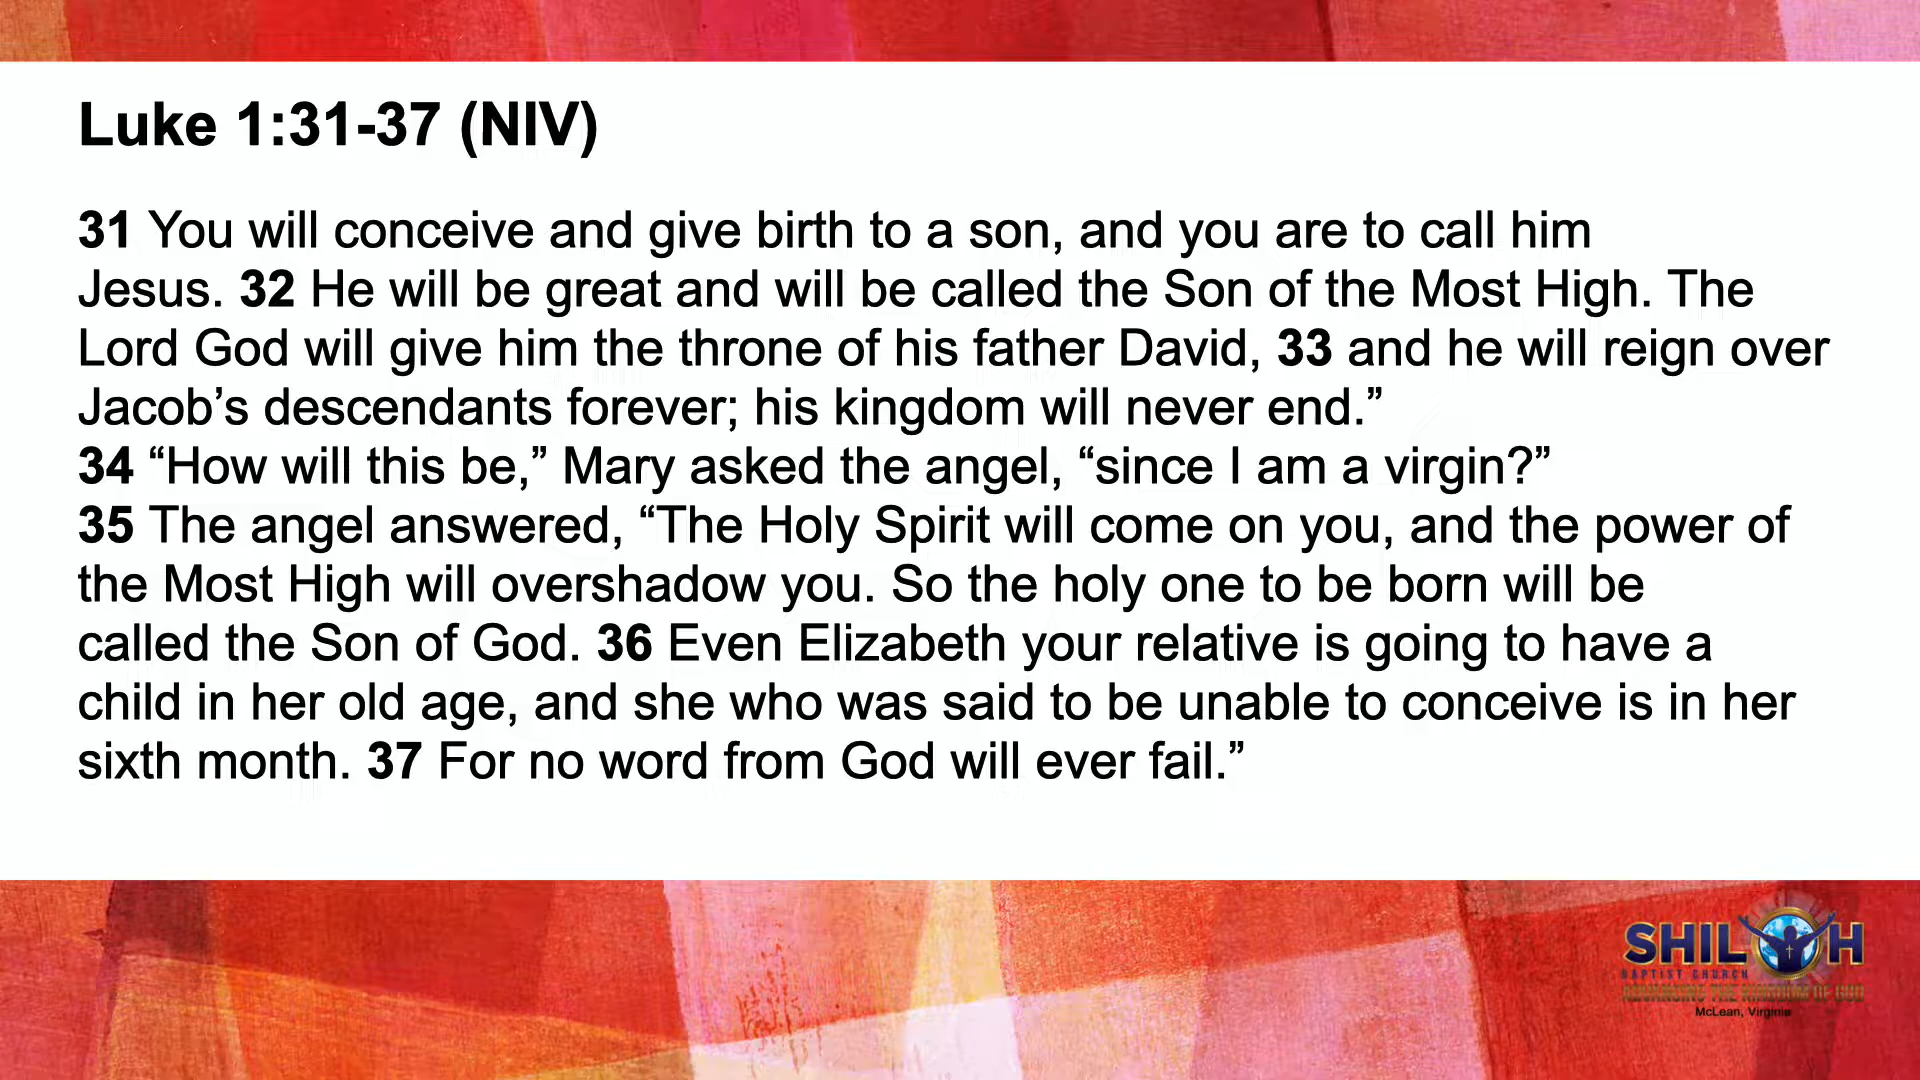 Luke 1:31-37 (NIV)
31 You will conceive and give birth to a son, and you are to call him
Jesus. 32 He will be great and will be called the Son of the Most High. The
Lord God will give him the throne of his father David, 33 and he will reign over
Jacob’s descendants forever; his kingdom will never end.”
34 “How will this be,” Mary asked the angel, “since I am a virgin?”
35 The angel answered, “The Holy Spirit will come on you, and the power of
the Most High will overshadow you. So the holy one to be born will be
called the Son of God. 36 Even Elizabeth your relative is going to have a
child in her old age, and she who was said to be unable to conceive is in her
sixth month. 37 For no word from God will ever fail.”
SHILOH
BAPTIST CHURCH
ADVANCING THE KINGDOM OF GOD
McLean, Virginia